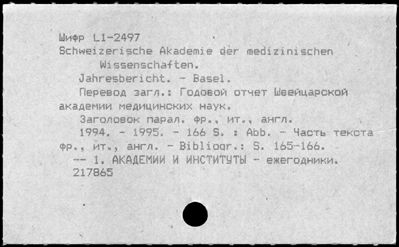 Шифр L1-2497
Schweizerische Akademie der medizinischen
Wissenschaften.
Jahresbericht. - Basel.
Перевод загл.: Годовой отчет Швейцарской
академии медицинских наук.
Заголовок парал. фр., ит., англ.
1994. - 1995. - 166 S. : Abb. - Часть текста
фр., ит., англ. - Bibliogr.: S. 165-166.
-- 1. АКАДЕМИИ И ИНСТИТУТЫ - ежегодники.
217865